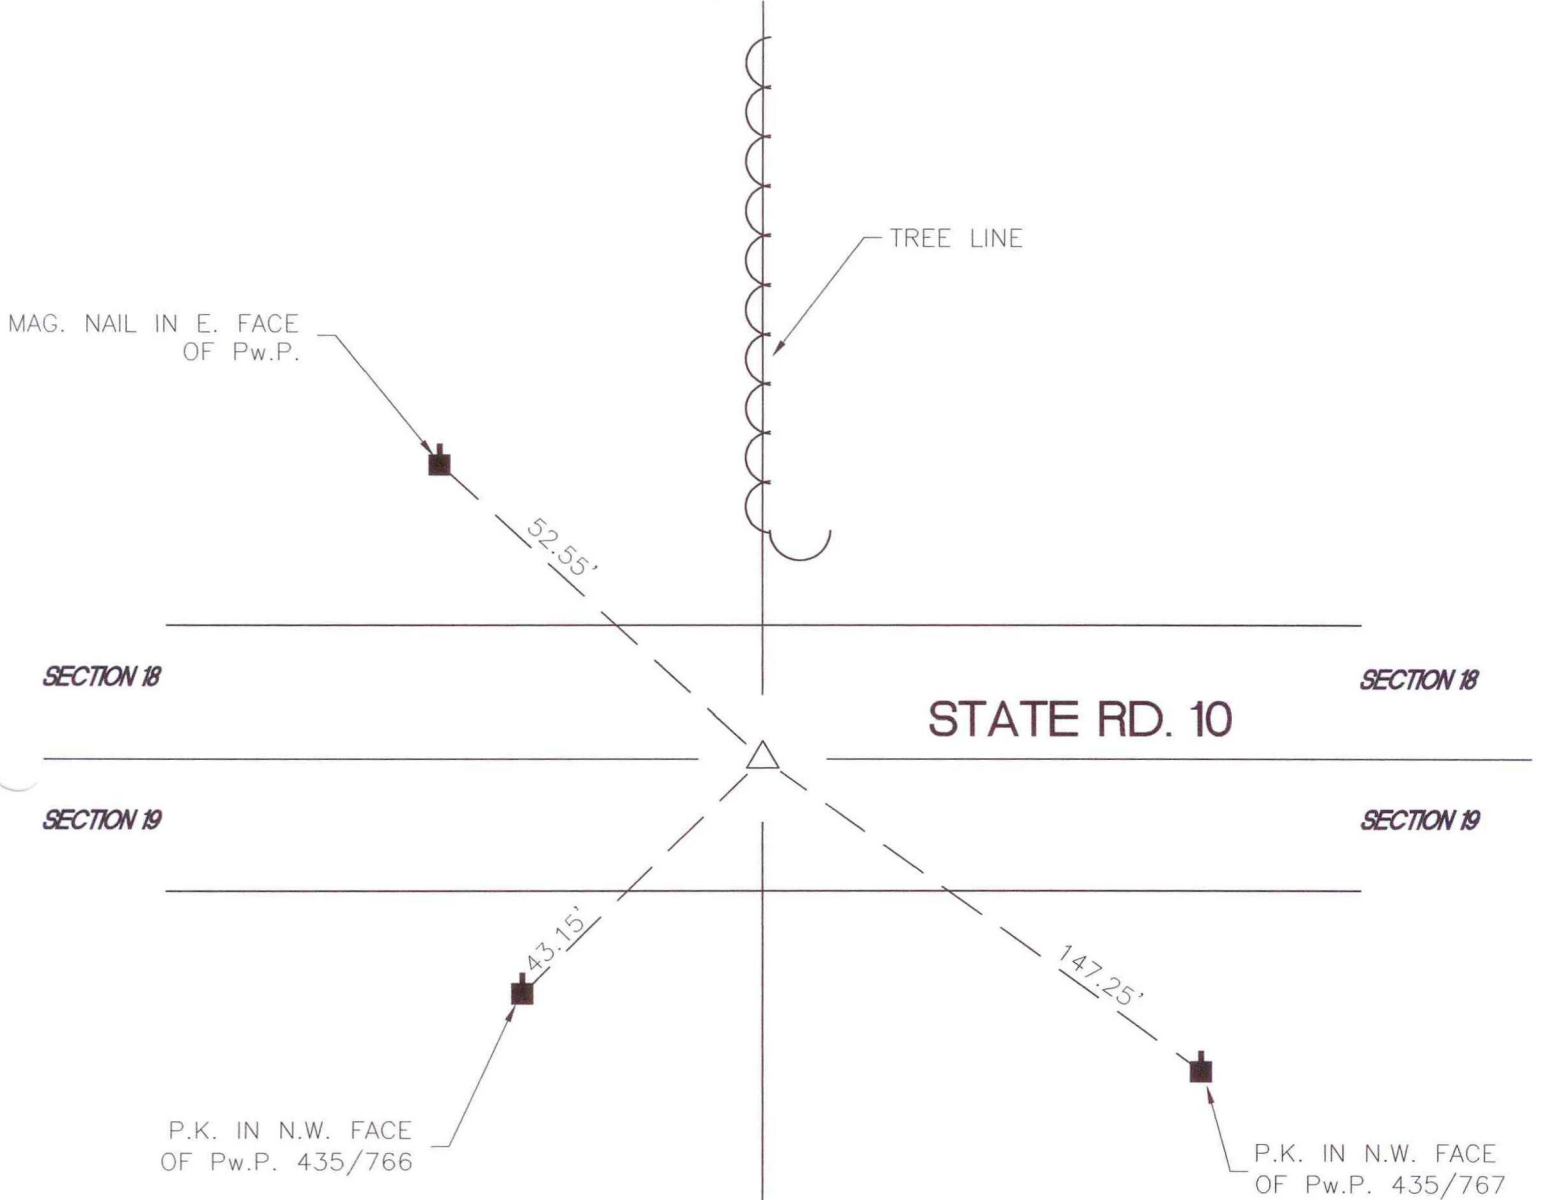 TREE LINE
MAG. NAIL IN E. FACE
OF Pw.P.
52.55'
SECTION 18
SECTION 18
STATE RD. 10
SECTION 19
SECTION 19
43.15'
147.25'
P.K. IN N.W. FACE
OF Pw.P. 435/766
P.K. IN N.W. FACE
OF Pw.P. 435/767